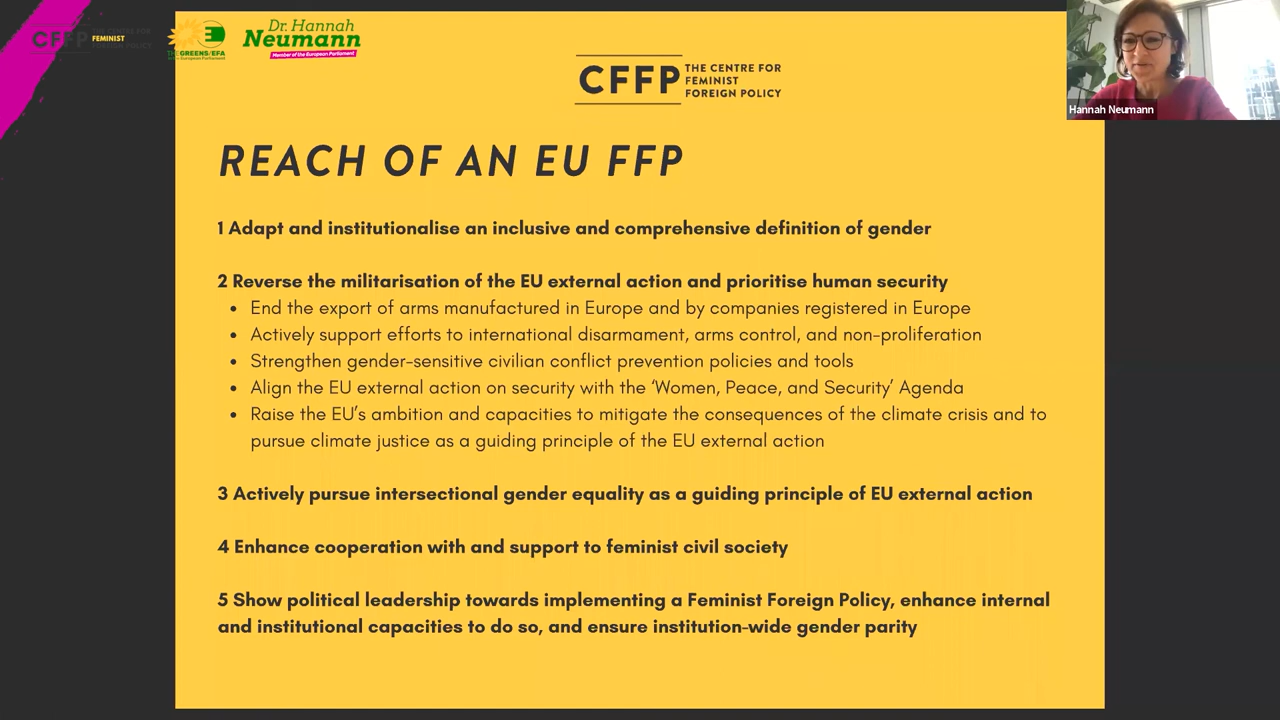 CFFP
THE CENTRE FOR
FEMINIST
FOREIGN POLICY
THE GREENS/EFA
in the European Parliament
Dr. Hannah
Neumann
Member of the European Parliament
Hannah Neumann
CFFP
THE CENTRE FOR
FEMINIST
FOREIGN POLICY
REACH OF AN EU FFP
1 Adapt and institutionalise an inclusive and comprehensive definition of gender
2 Reverse the militarisation of the EU external action and prioritise human security
• End the export of arms manufactured in Europe and by companies registered in Europe
• Actively support efforts to international disarmament, arms control, and non-proliferation
• Strengthen gender-sensitive civilian conflict prevention policies and tools
• Align the EU external action on security with the ‘Women, Peace, and Security’ Agenda
• Raise the EU’s ambition and capacities to mitigate the consequences of the climate crisis and to
pursue climate justice as a guiding principle of the EU external action
3 Actively pursue intersectional gender equality as a guiding principle of EU external action
4 Enhance cooperation with and support to feminist civil society
5 Show political leadership towards implementing a Feminist Foreign Policy, enhance internal
and institutional capacities to do so, and ensure institution-wide gender parity